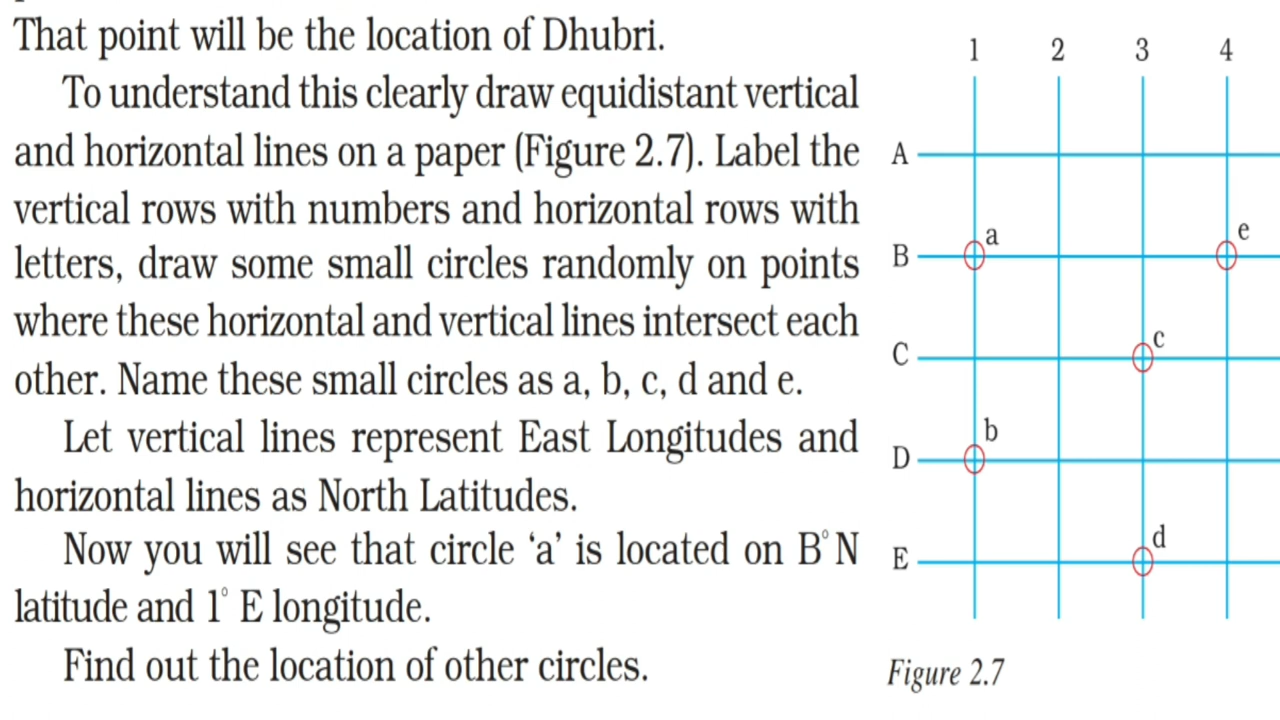 That point will be the location of Dhubri.
To understand this clearly draw equidistant vertical
and horizontal lines on a paper (Figure 2.7). Label the
vertical rows with numbers and horizontal rows with
letters, draw some small circles randomly on points
where these horizontal and vertical lines intersect each
other. Name these small circles as a, b, c, d and e.
Let vertical lines represent East Longitudes and
horizontal lines as North Latitudes.
Now you will see that circle ‘a’ is located on B° N
latitude and 1° E longitude.
Find out the location of other circles.
1 2 3 4
A
a e
B
c
C
b
D
d
E
Figure 2.7